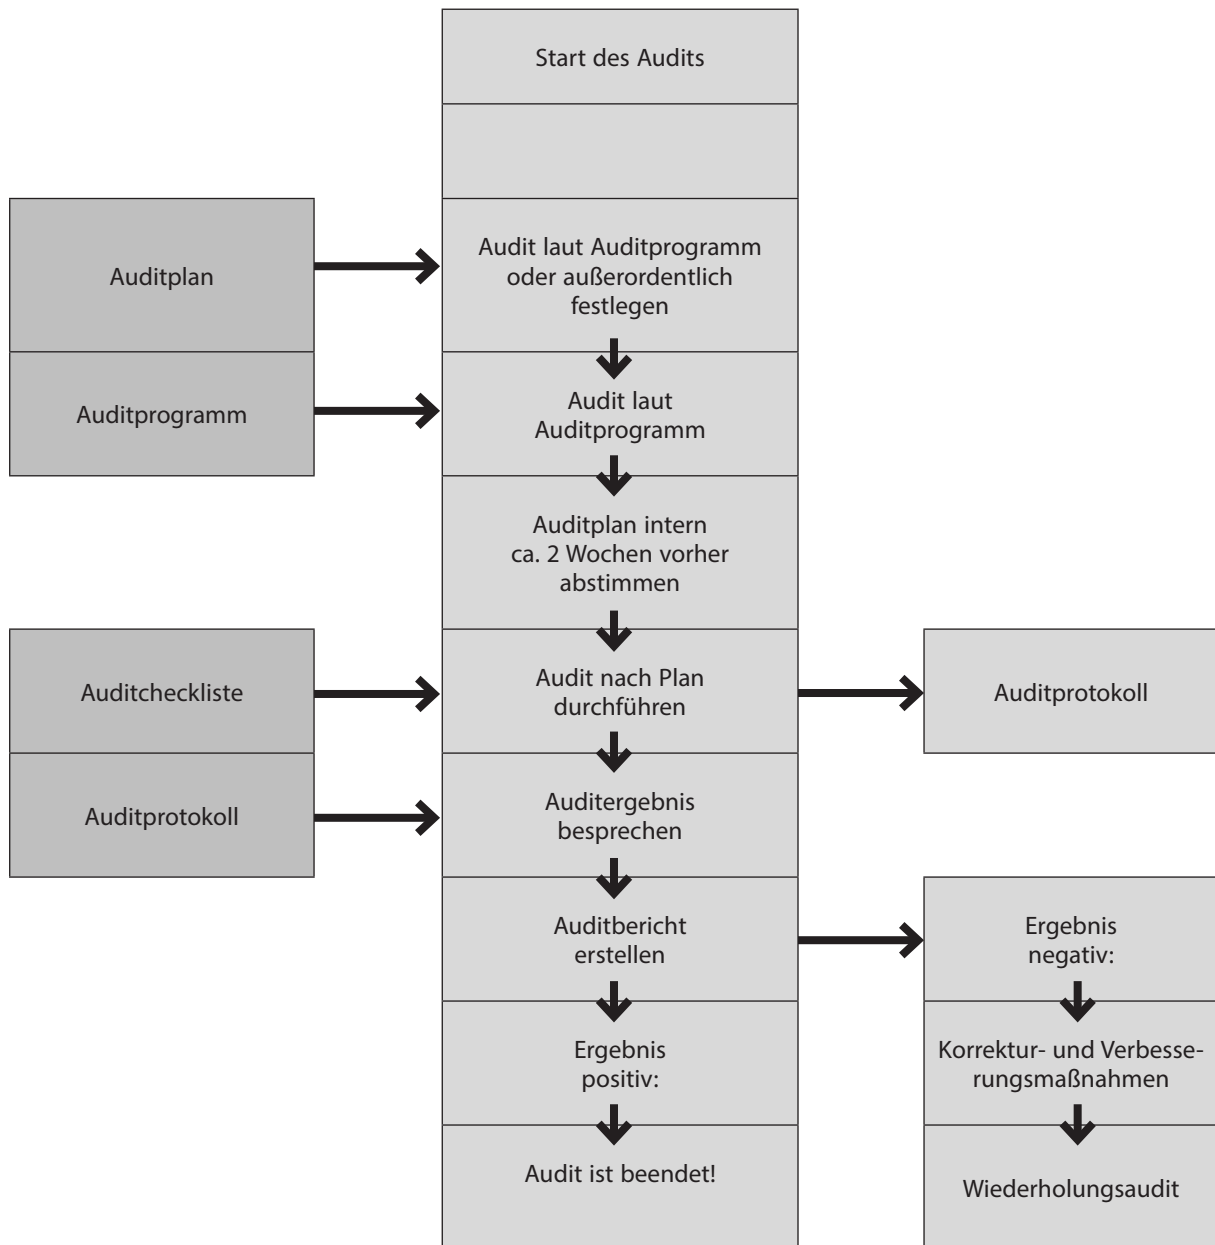 Start des Audits
Auditplan
Audit laut Auditprogramm
oder außerordentlich
festlegen
Auditprogramm
Audit laut
Auditprogramm
Auditplan intern
ca. 2 Wochen vorher
abstimmen
Auditcheckliste
Audit nach Plan
durchführen
Auditprotokoll
Auditprotokoll
Auditergebnis
besprechen
Auditbericht
erstellen
Ergebnis
negativ:
Ergebnis
positiv:
Korrektur- und Verbesse-
rungsmaßnahmen
Audit ist beendet!
Wiederholungsaudit